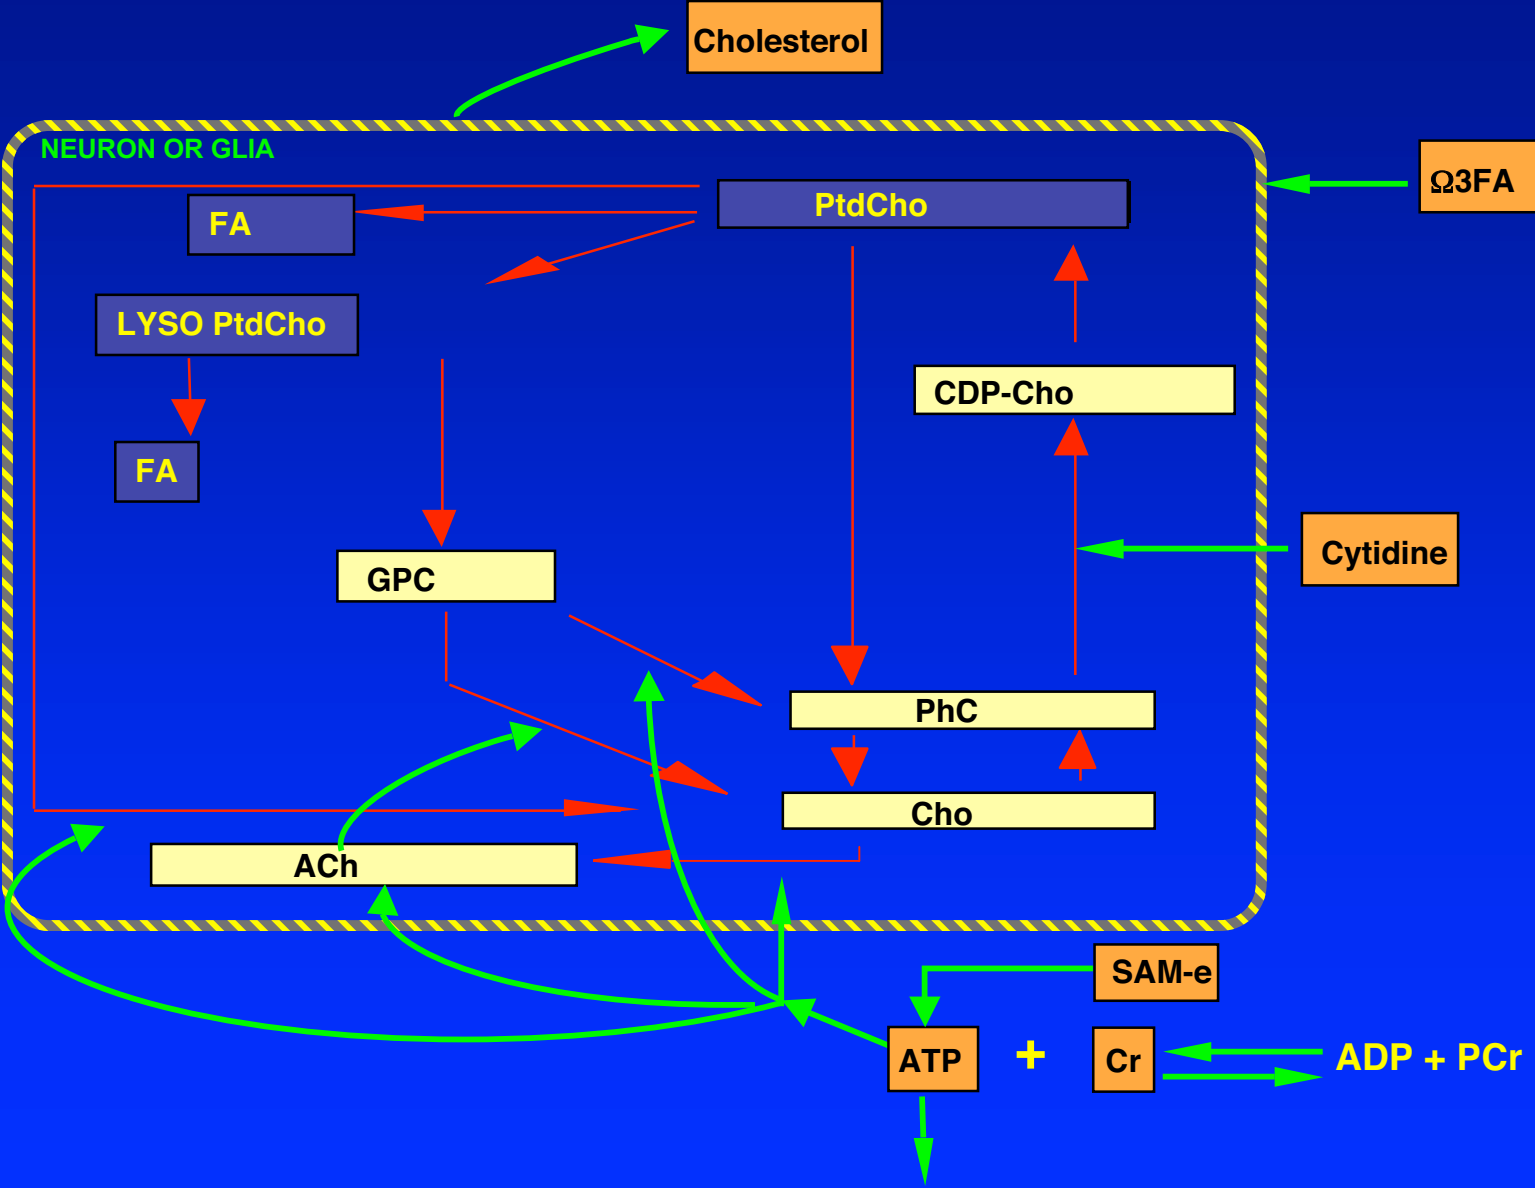 Cholesterol
NEURON OR GLIA
Ω3FA
PtdCho
FA
LYSO PtdCho
CDP-Cho
FA
Cytidine
GPC
PhC
Cho
ACh
SAM-e
ATP + Cr ADP + PCr